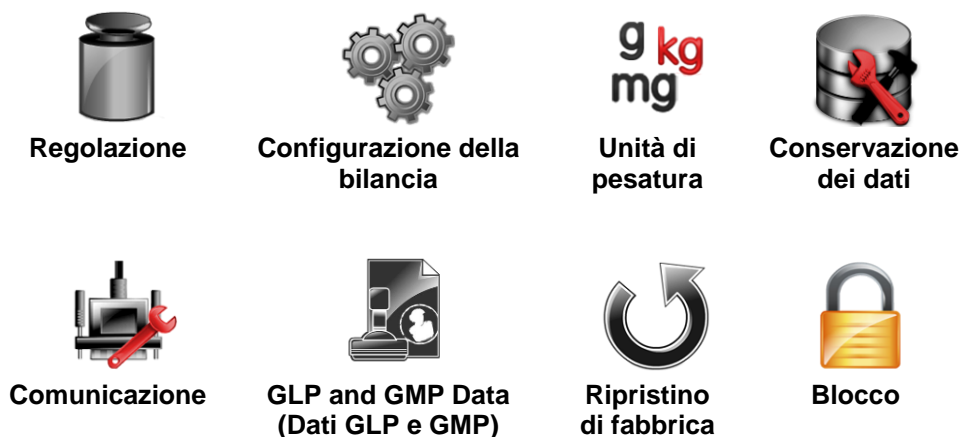 g kg
mg
Regolazione
Configurazione della
bilancia
Unità di
pesatura
Conservazione
dei dati
Comunicazione
GLP and GMP Data
(Dati GLP e GMP)
Ripristino
di fabbrica
Blocco